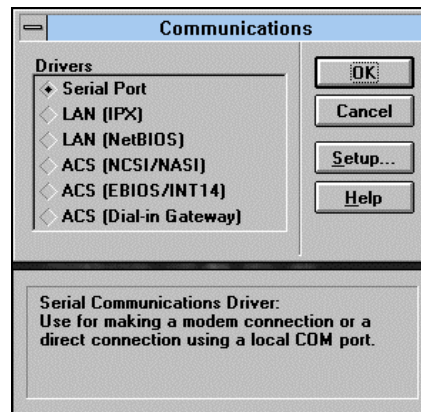 Communications
Drivers
Serial Port
LAN (IPX)
LAN (NetBIOS)
ACS (NCSI/NASI)
ACS (EBIOS/INT14)
ACS (Dial-in Gateway)
OK
Cancel
Setup...
Help
Serial Communications Driver:
Use for making a modem connection or a
direct connection using a local COM port.